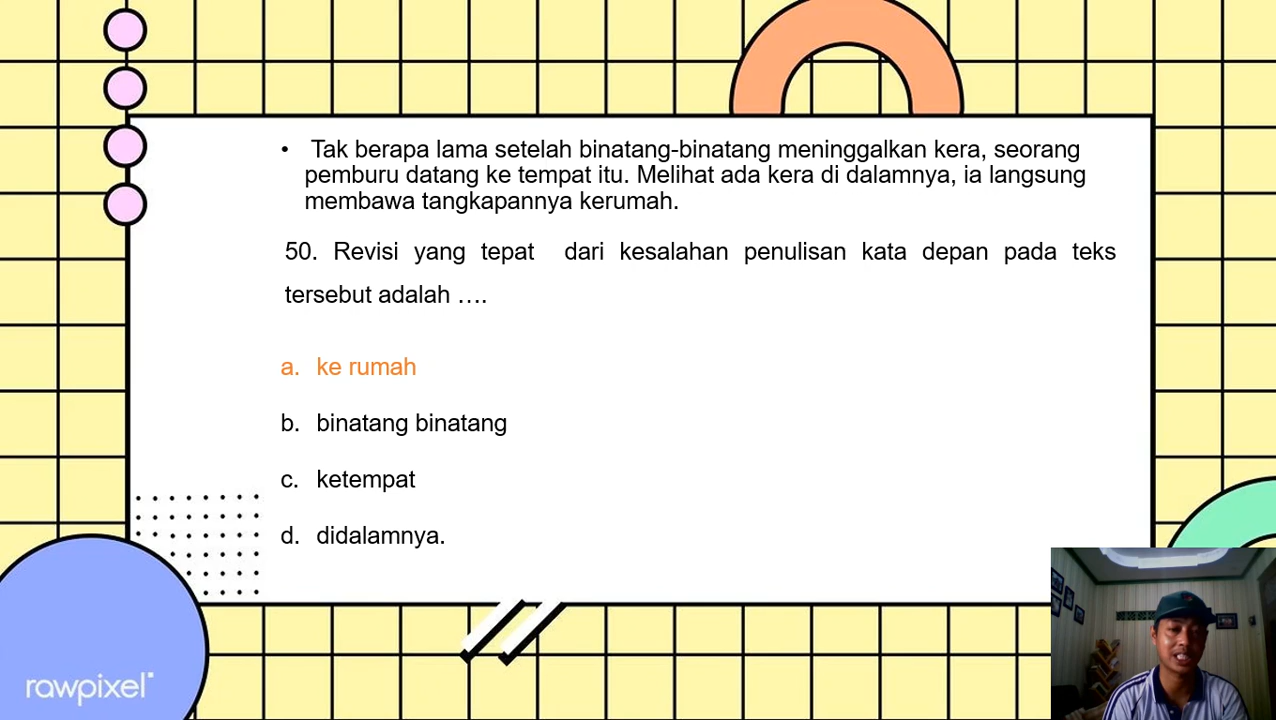 • Tak berapa lama setelah binatang-binatang meninggalkan kera, seorang
pemburu datang ke tempat itu. Melihat ada kera di dalamnya, ia langsung
membawa tangkapannya kerumah.
50. Revisi yang tepat dari kesalahan penulisan kata depan pada teks
tersebut adalah ….
a. ke rumah
b. binatang binatang
c. ketempat
d. didalamnya.
rawpixel